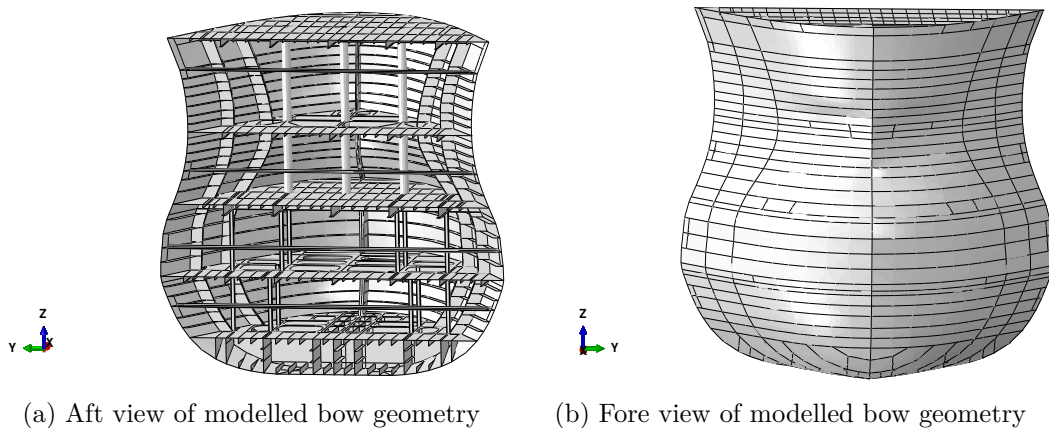 Z
Y
X
Z
Y
X
(a) Aft view of modelled bow geometry
(b) Fore view of modelled bow geometry